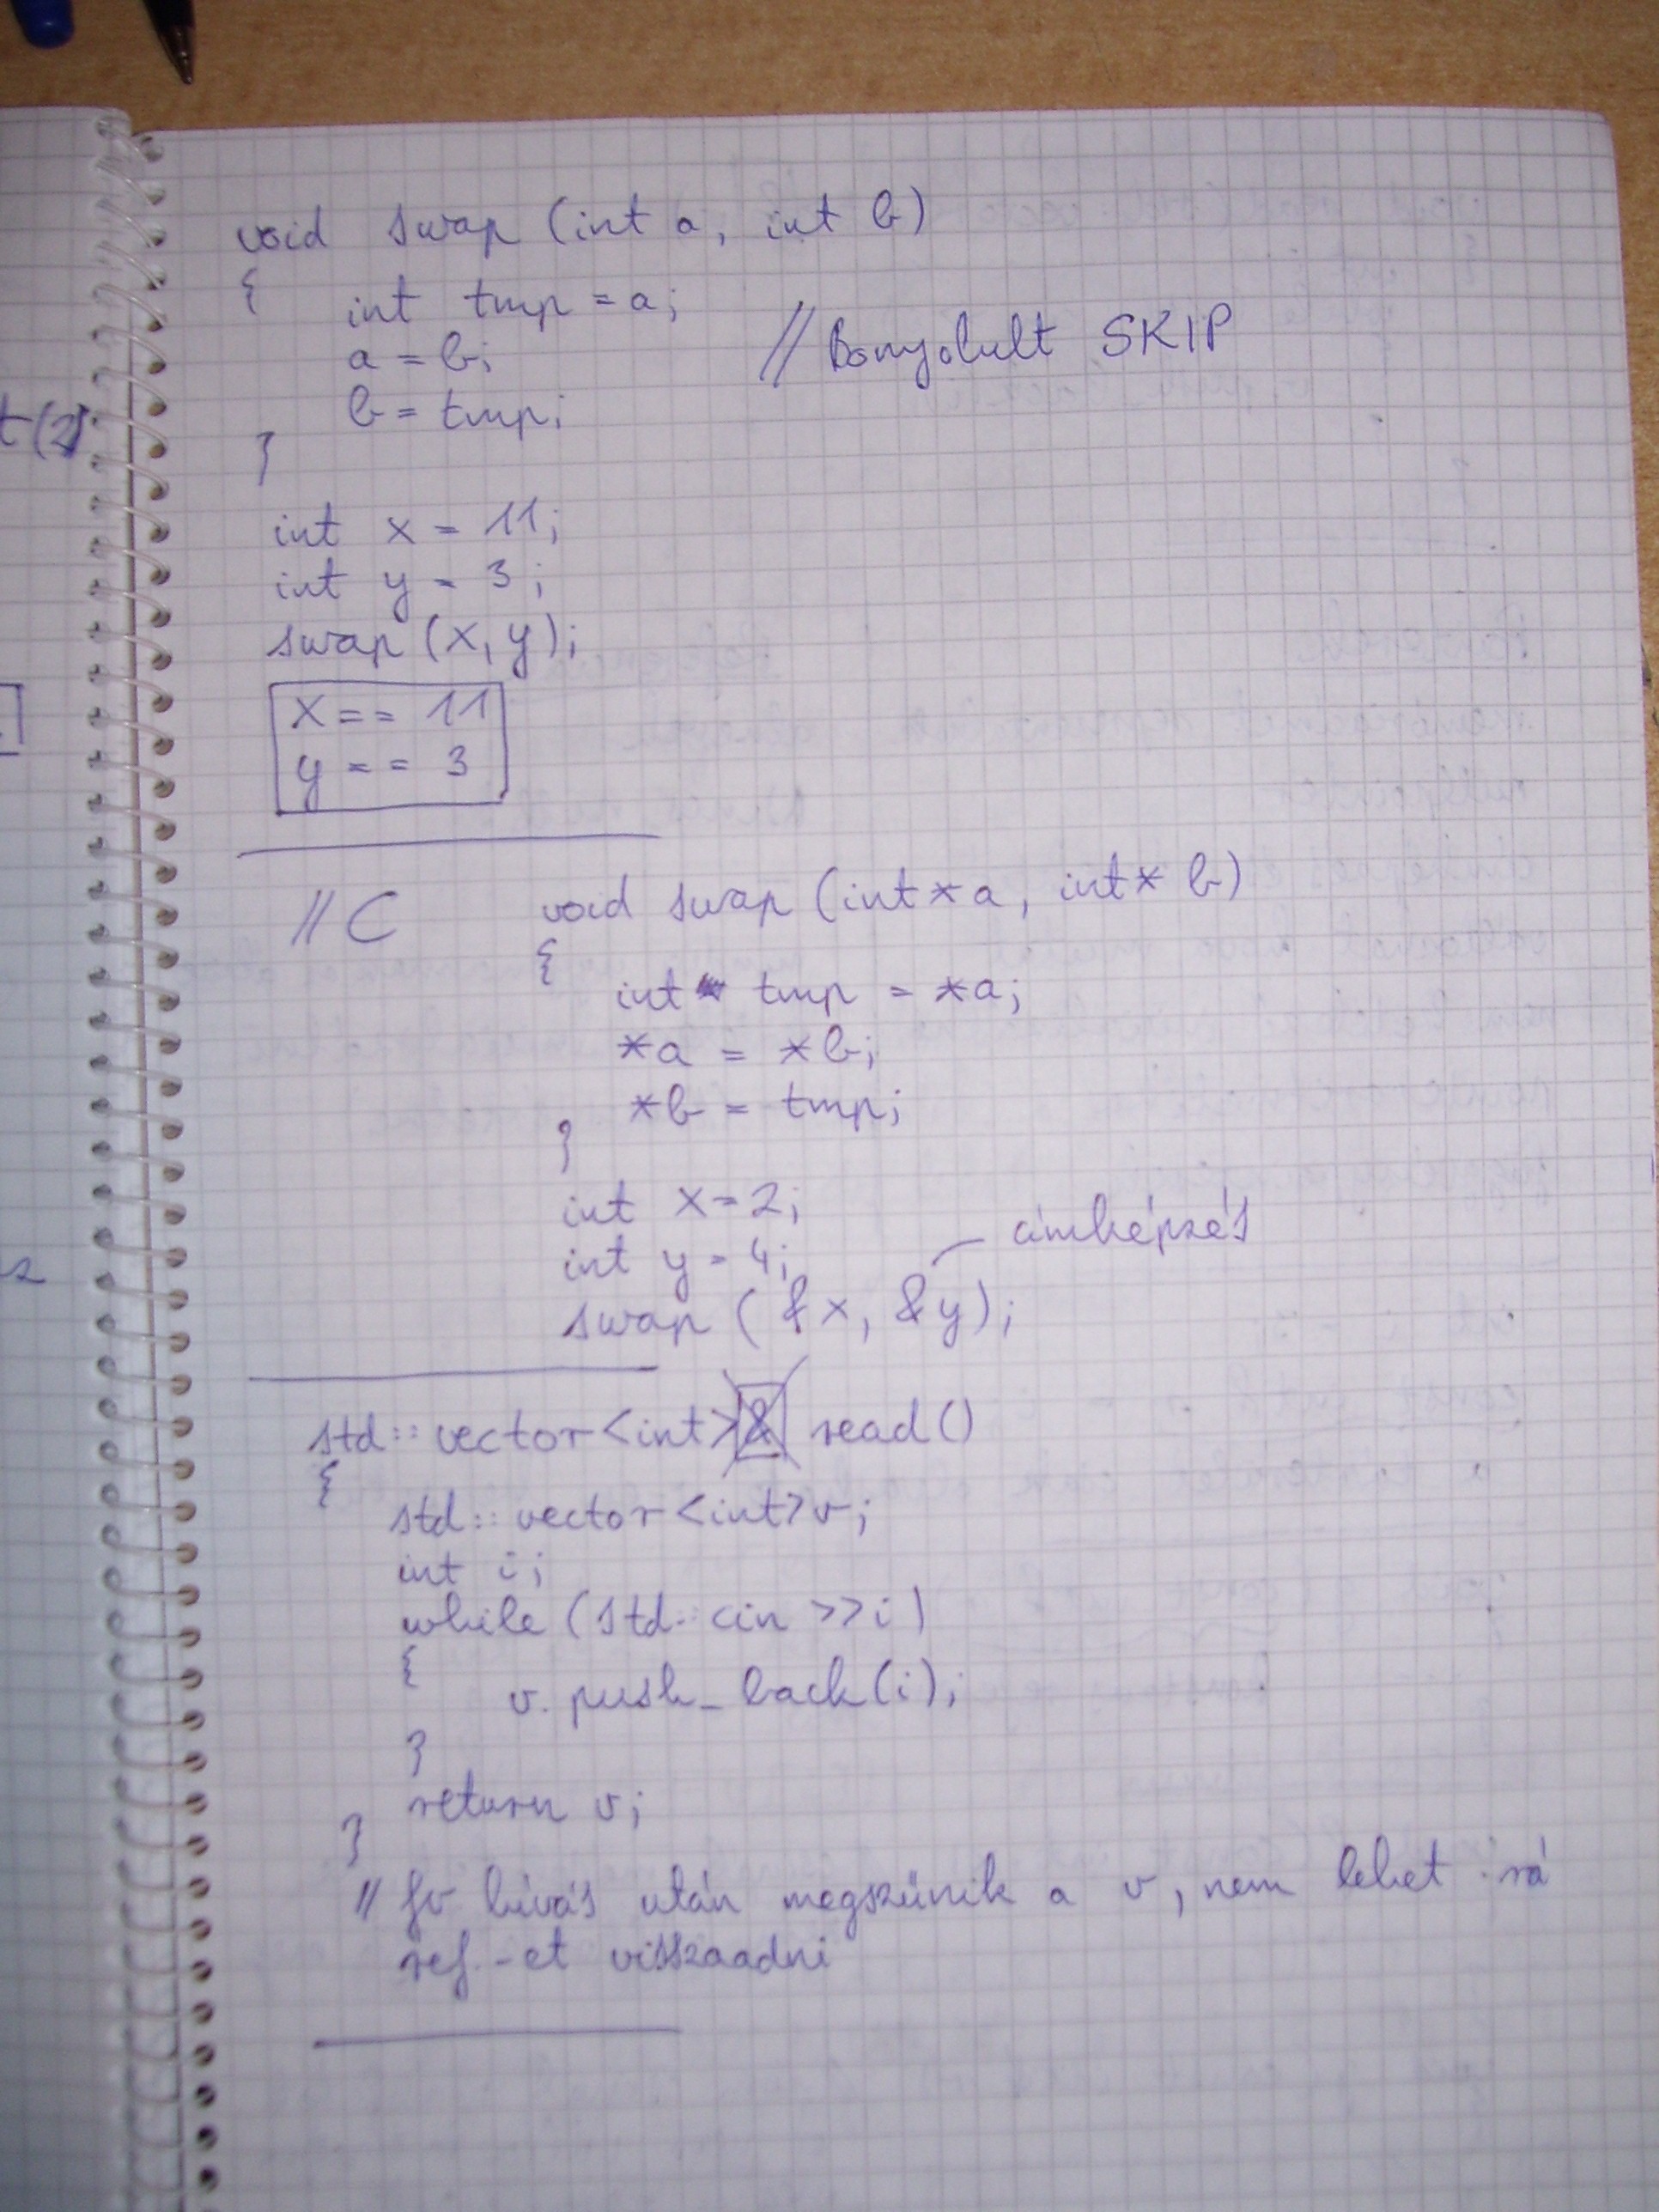 void swap (int a, int b)
{
int tmp = a;
a = b;
// Bonyolult SKIP
b = tmp;
}
t(2)
int x = 11;
int y = 3;
swap (x, y);
x == 11
y == 3
// C
void swap (int* a, int* b)
{
int tmp = *a;
*a = *b;
*b = tmp;
}
int x = 2;
int y = 4;
címképzés
swap ( &x, &y);
std::vector<int>& read()
{
std::vector<int> v;
int i;
while (std::cin >> i)
{
v. push_back(i);
}
return v;
}
// fv hívás után megszűnik a v, nem lehet rá
ref.-et visszaadni